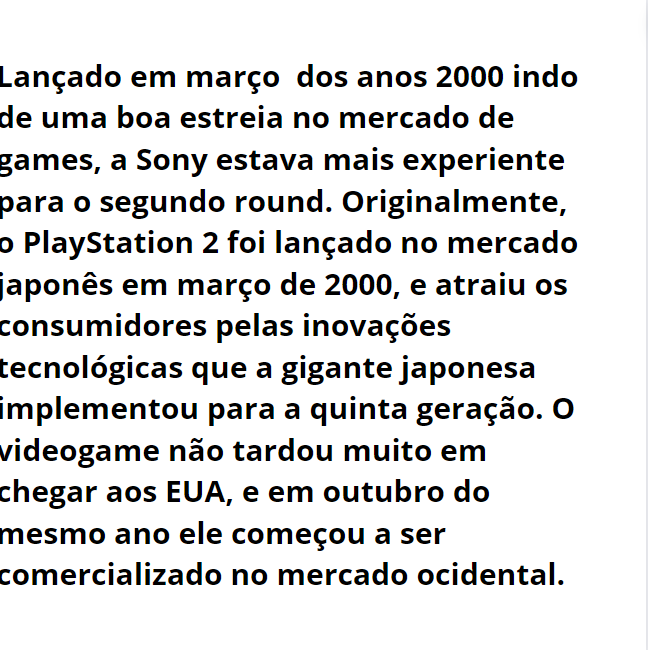 Lançado em março  dos anos 2000 indo
de uma boa estreia no mercado de
games, a Sony estava mais experiente
para o segundo round. Originalmente,
o PlayStation 2 foi lançado no mercado
japonês em março de 2000, e atraiu os
consumidores pelas inovações
tecnológicas que a gigante japonesa
implementou para a quinta geração. O
videogame não tardou muito em
chegar aos EUA, e em outubro do
mesmo ano ele começou a ser
comercializado no mercado ocidental.